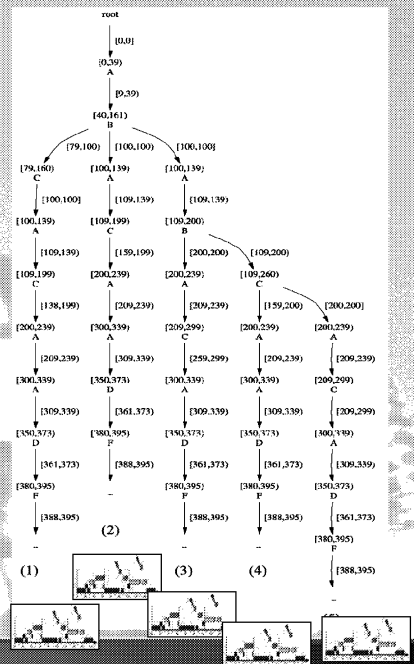 root
[0,0]
[0,39)
A
[9,39)
[40,161)
B
[79,100) [100,100) [100,100]
[79,160) [100,139) [100,139)
C A A
[100,100] [109,139) [109,139)
[100,139) [109,199) [109,200)
A C B
[109,139) [159,199) [200,200) [109,200)
[109,199) [200,239) [200,239) [109,260)
C A A C
[138,199) [209,239) [209,239) [159,200) [200,200]
[200,239) [300,339) [209,299) [200,239) [200,239)
A A C A A
[209,239) [309,339) [259,299) [209,239) [209,239)
[300,339) [350,373) [300,339) [300,339) [209,299)
A D A A C
[309,339) [361,373) [309,339) [309,339) [209,299)
[350,373) [380,395) [350,373) [350,373) [300,339)
D F D D A
[361,373) [388,395) [361,373) [361,373) [309,339)
[380,395) ... [380,395) [380,395) [350,373)
F F F D
[388,395) [388,395) [388,395) [361,373)
... (2) ... ... [380,395)
F
(1) (3) (4) [388,395)
...